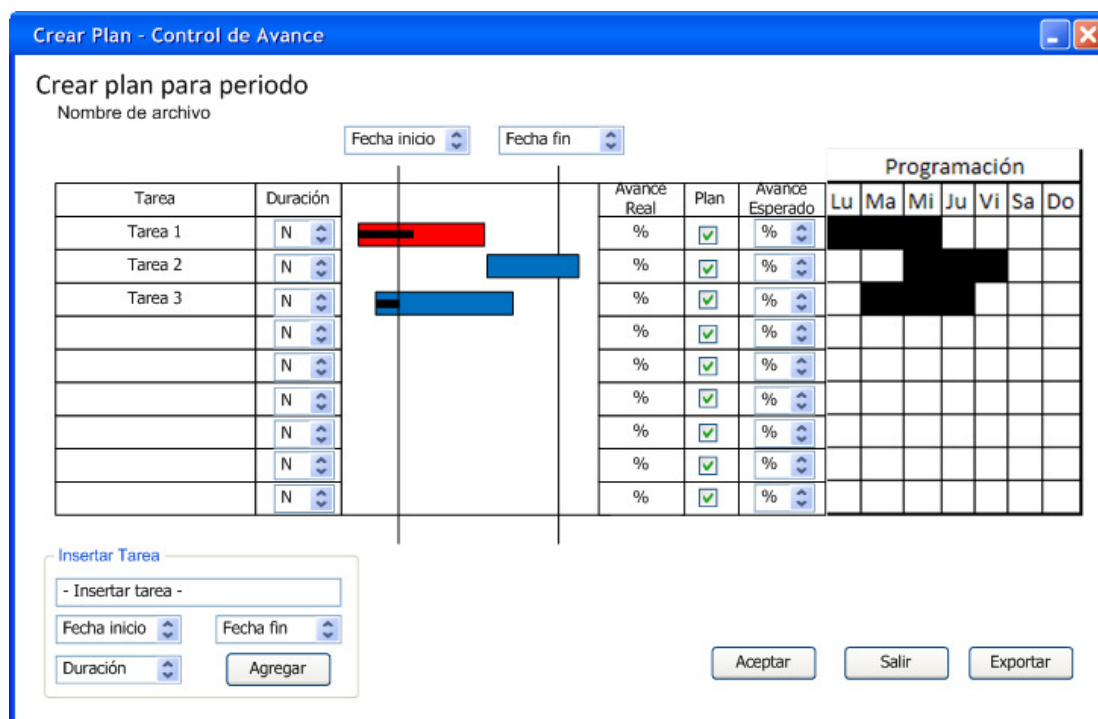 Crear Plan - Control de Avance
Crear plan para periodo
Nombre de archivo
Fecha inicio Fecha fin
Programación
Tarea Duración Avance Real Plan Avance Esperado Lu Ma Mi Ju Vi Sa Do
Tarea 1 N % %
Tarea 2 N % %
Tarea 3 N % %
N % %
N % %
N % %
N % %
N % %
N % %
Insertar Tarea
- Insertar tarea -
Fecha inicio Fecha fin
Duración Agregar Aceptar Salir Exportar